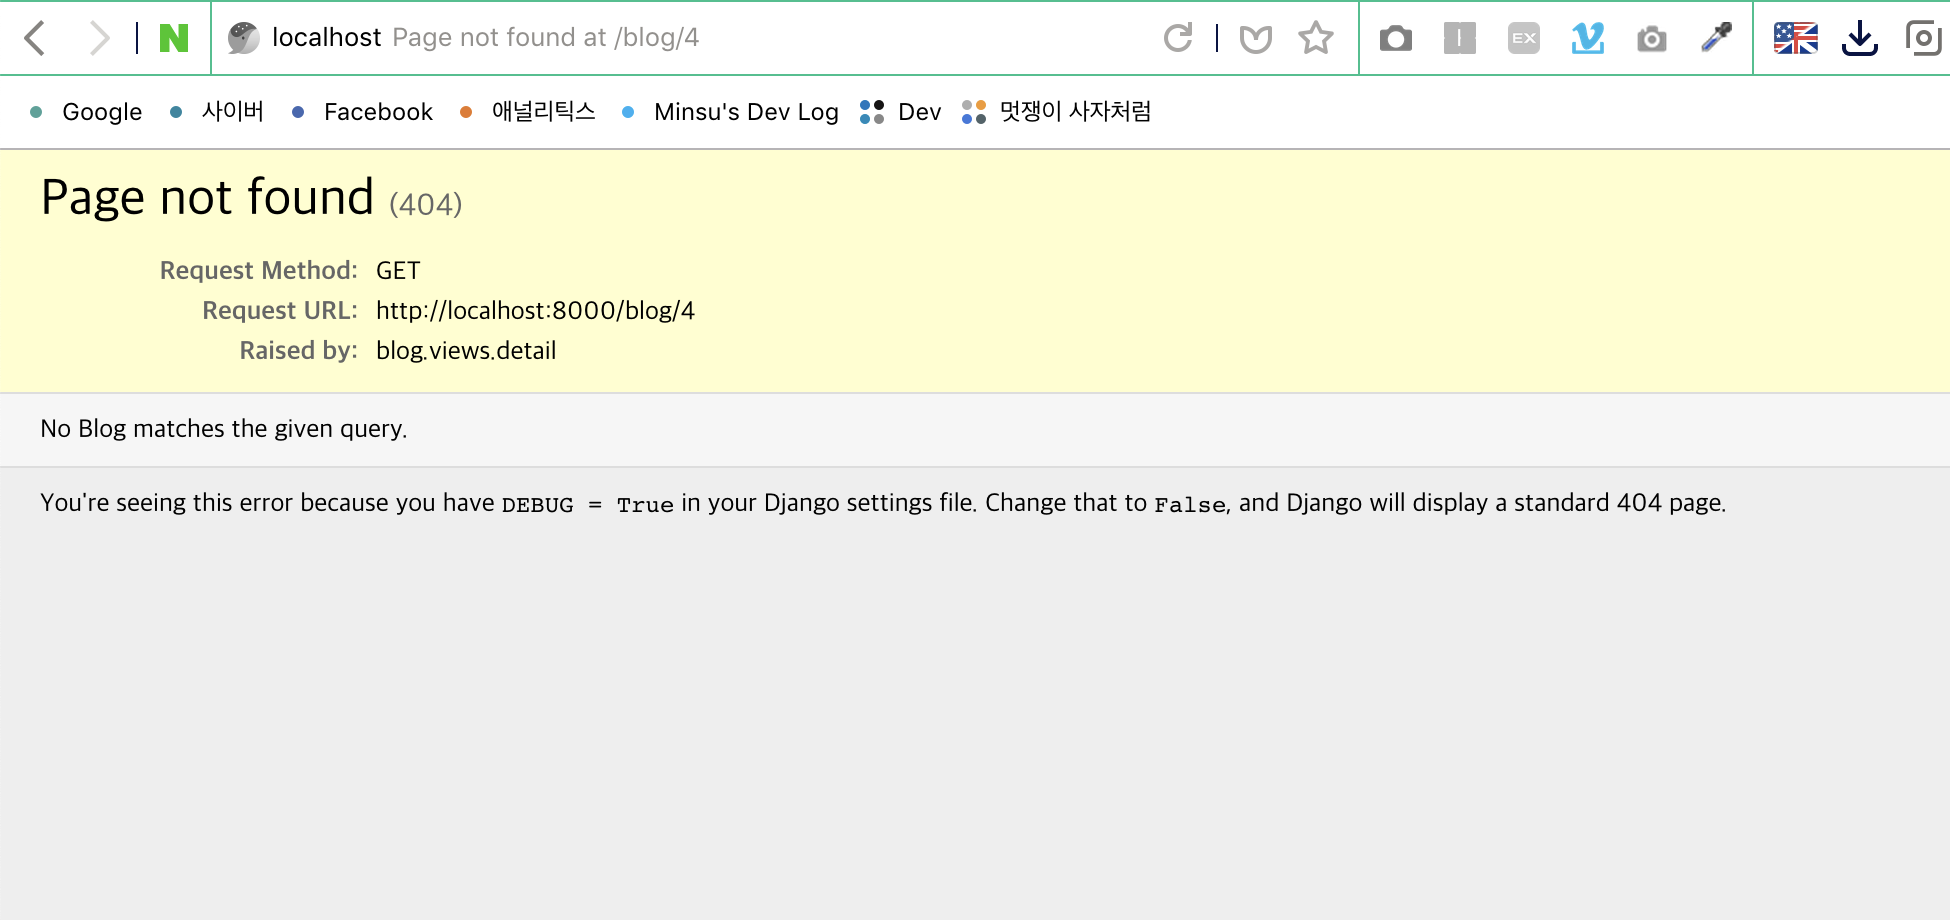 N localhost Page not found at /blog/4 EX
Google 사이버 Facebook 애널리틱스 Minsu's Dev Log Dev 멋쟁이 사자처럼
Page not found (404)
Request Method: GET
Request URL: http://localhost:8000/blog/4
Raised by: blog.views.detail
No Blog matches the given query.
You're seeing this error because you have DEBUG = True in your Django settings file. Change that to False, and Django will display a standard 404 page.